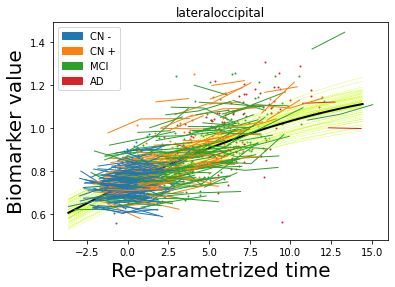 lateraloccipital
CN -
CN +
MCI
AD
Biomarker value
1.4
1.2
1.0
0.8
0.6
−2.5 0.0 2.5 5.0 7.5 10.0 12.5 15.0
Re-parametrized time